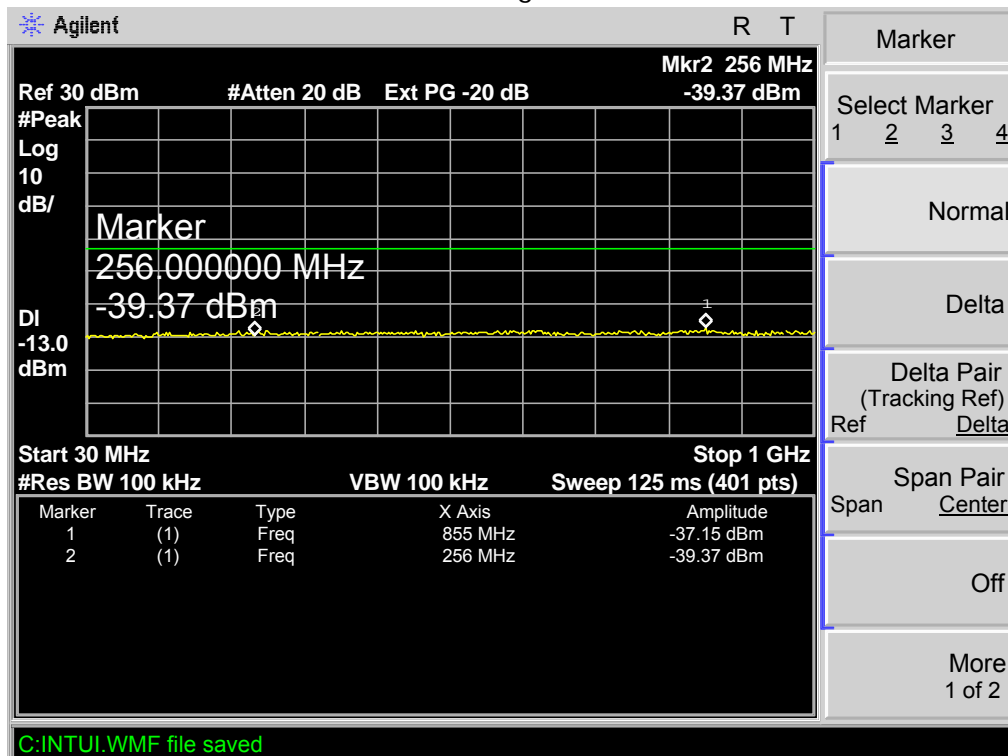 Agilent R T
Mkr2 256 MHz
Ref 30 dBm #Atten 20 dB Ext PG -20 dB -39.37 dBm
#Peak
Log
10
dB/
Marker
256.000000 MHz
-39.37 dBm
2
1
DI
-13.0
dBm
Start 30 MHz Stop 1 GHz
#Res BW 100 kHz VBW 100 kHz Sweep 125 ms (401 pts)
Marker Trace Type X Axis Amplitude
1 (1) Freq 855 MHz -37.15 dBm
2 (1) Freq 256 MHz -39.37 dBm
C:INTUI.WMF file saved
Marker
Select Marker
1 2 3 4
Normal
Delta
Delta Pair
(Tracking Ref)
Ref Delta
Span Pair
Span Center
Off
More
1 of 2